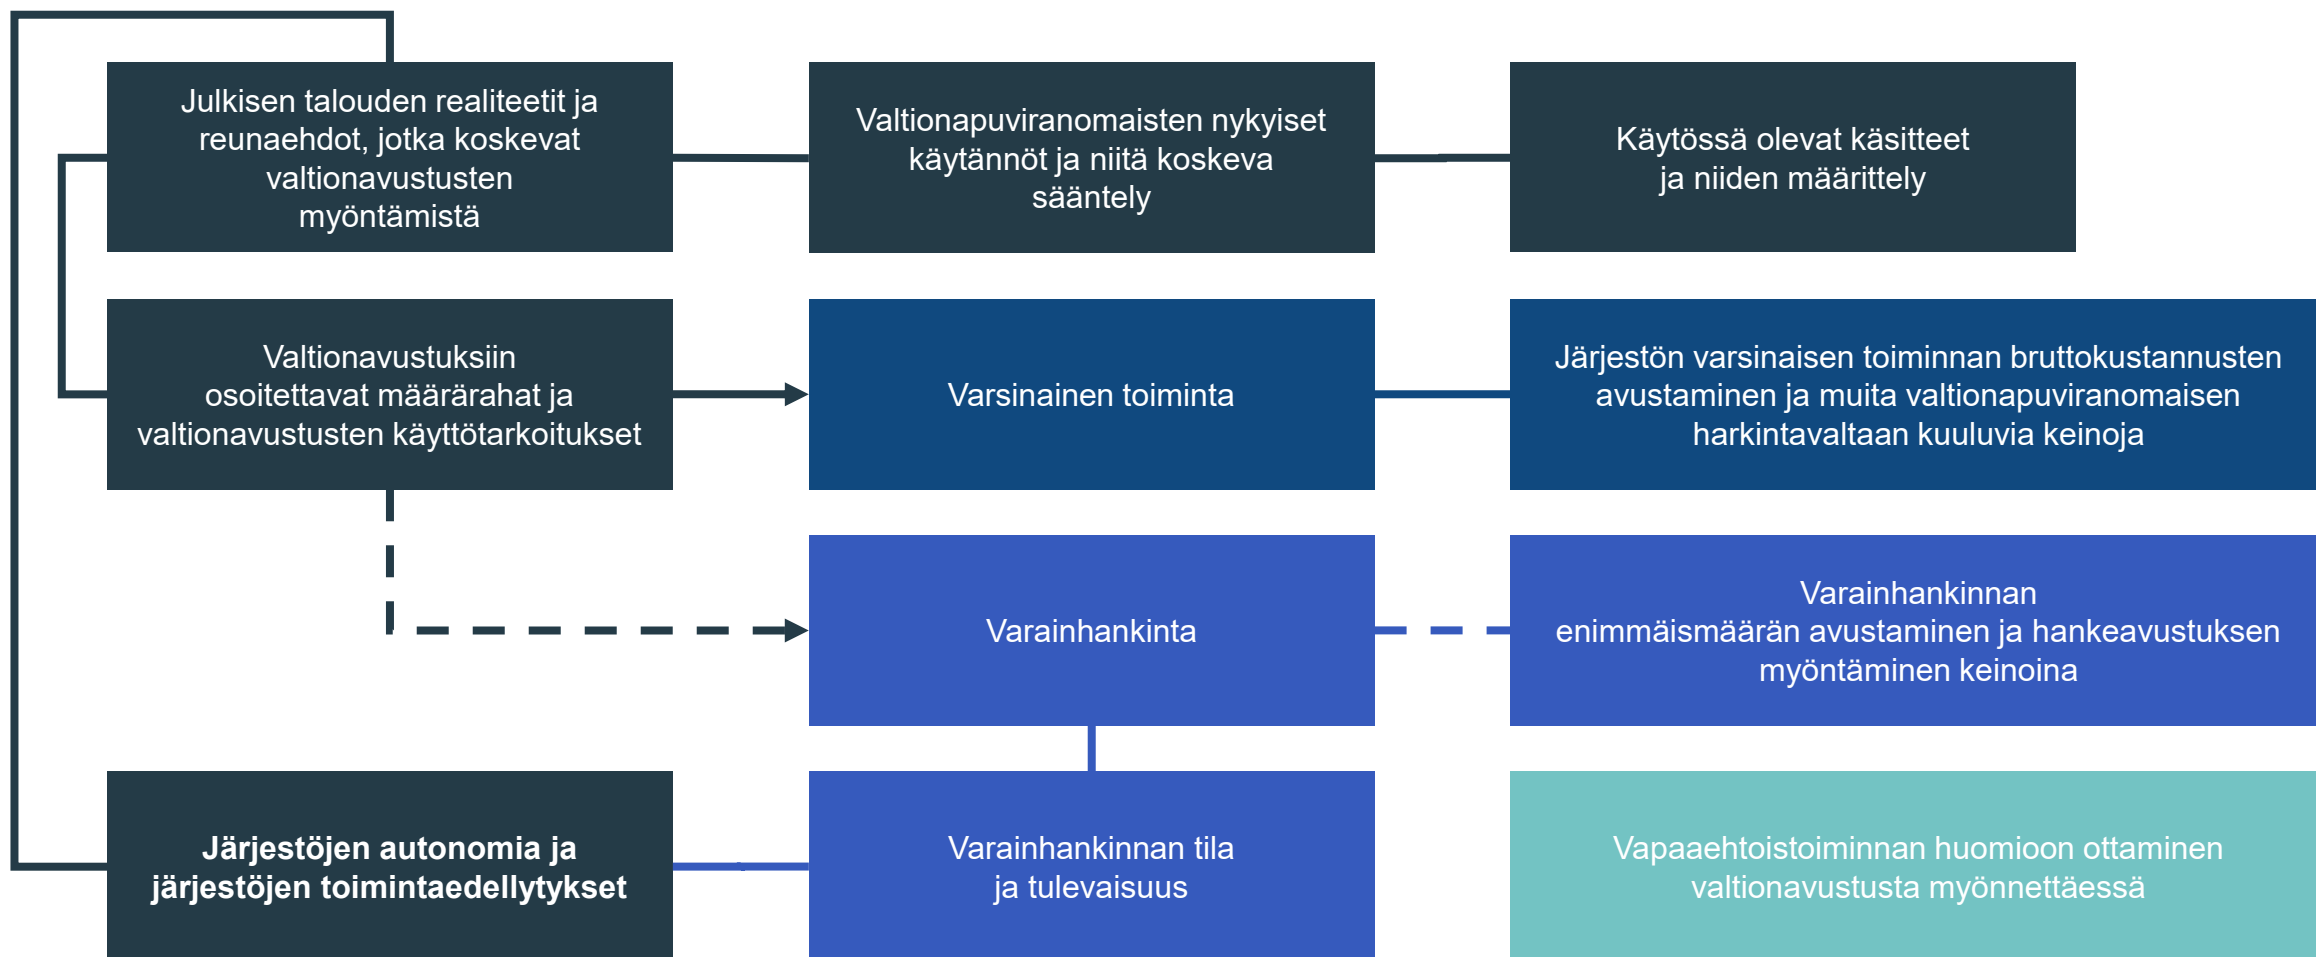 Julkisen talouden realiteetit ja
reunaehdot, jotka koskevat
valtionavustusten
myöntämistä
Valtionapuviranomaisten nykyiset
käytännöt ja niitä koskeva
sääntely
Käytössä olevat käsitteet
ja niiden määrittely
Valtionavustuksiin
osoitettavat määrärahat ja
valtionavustusten käyttötarkoitukset
Varsinainen toiminta
Järjestön varsinaisen toiminnan bruttokustannusten
avustaminen ja muita valtionapuviranomaisen
harkintavaltaan kuuluvia keinoja
Varainhankinta
Varainhankinnan
enimmäismäärän avustaminen ja hankeavustuksen
myöntäminen keinoina
Järjestöjen autonomia ja
järjestöjen toimintaedellytykset
Varainhankinnan tila
ja tulevaisuus
Vapaaehtoistoiminnan huomioon ottaminen
valtionavustusta myönnettäessä